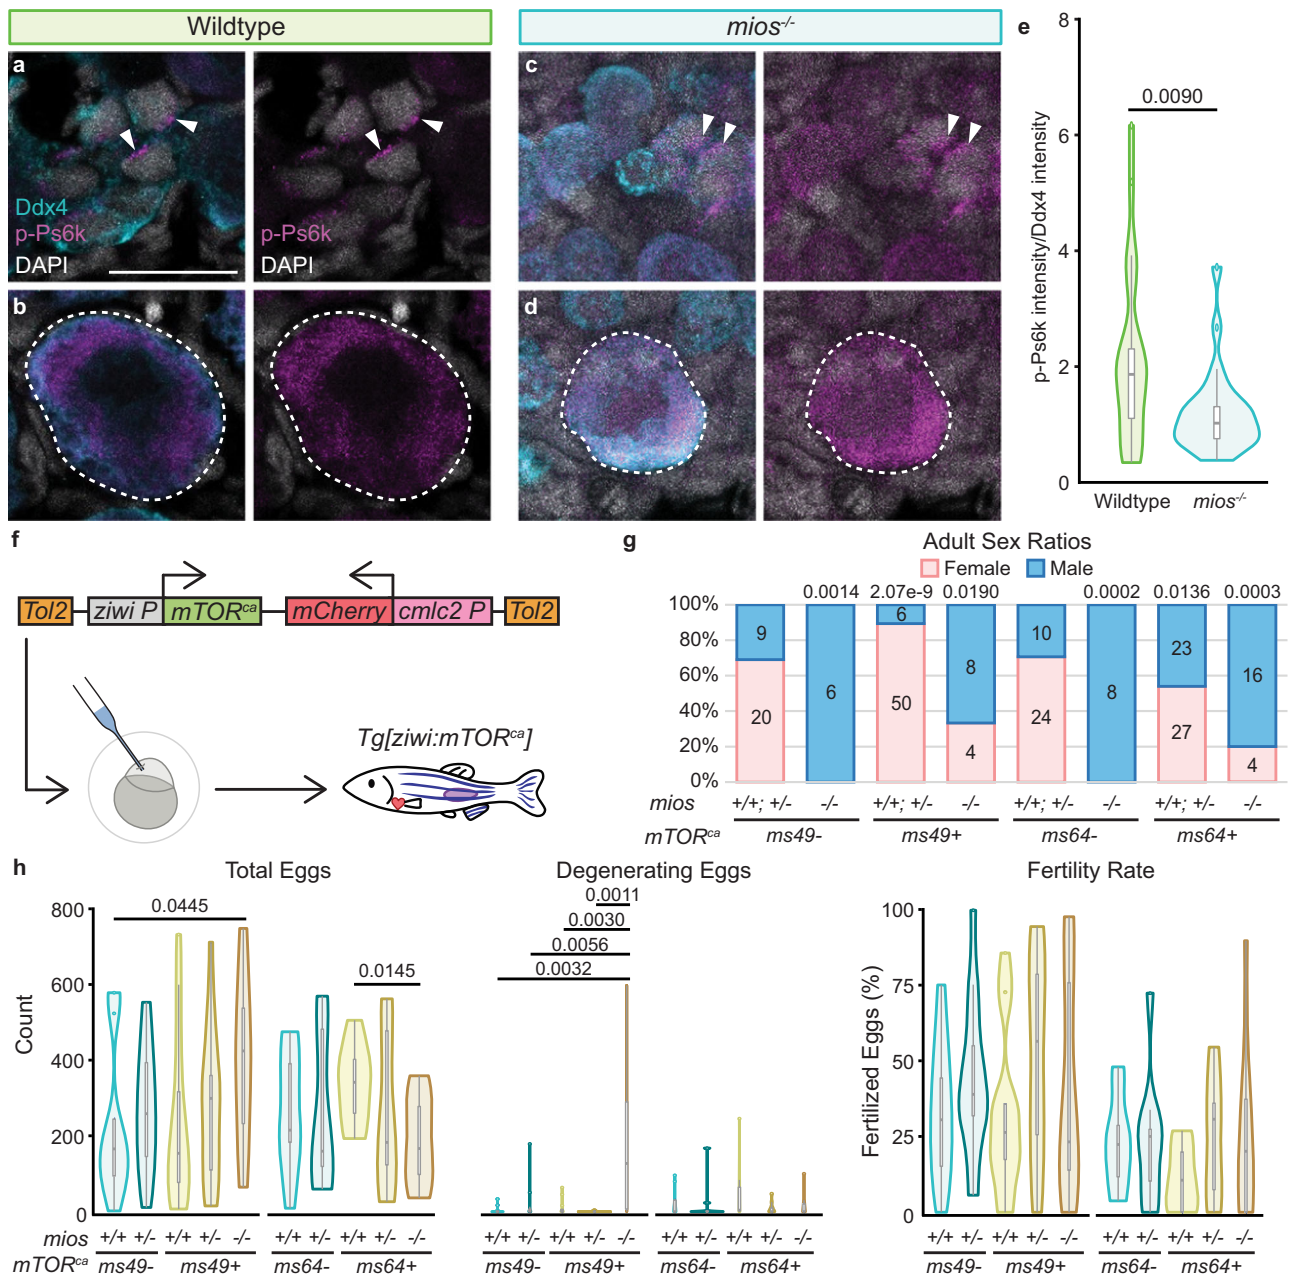 Wildtype
mios-/-
a
Ddx4
p-Ps6k
DAPI
p-Ps6k
DAPI
b
c
d
e
8
6
4
2
0
p-Ps6k intensity/Ddx4 intensity
0.0090
Wildtype mios-/-
f
Tol2 ziwi P mTORca mCherry cmlc2 P Tol2
Tg[ziwi:mTORca]
g
Adult Sex Ratios
Female Male
0.0014 2.07e-9 0.0190 0.0002 0.0136 0.0003
100%
80%
60%
40%
20%
0%
9 6 6 8 10 8 23 16
20 50 4 24 27 4
mios +/+; +/- -/- +/+; +/- -/- +/+; +/- -/- +/+; +/- -/-
mTORca ms49- ms49+ ms64- ms64+
h
Total Eggs
Count
800
600
400
200
0
0.0445
0.0145
mios +/+ +/- +/+ +/- -/- +/+ +/- +/+ +/- -/-
mTORca ms49- ms49+ ms64- ms64+
Degenerating Eggs
0.0011
0.0030
0.0056
0.0032
+/+ +/- +/+ +/- -/- +/+ +/- +/+ +/- -/-
ms49- ms49+ ms64- ms64+
Fertility Rate
Fertilized Eggs (%)
100%
75
50
25
0
+/+ +/- +/+ +/- -/- +/+ +/- +/+ +/- -/-
ms49- ms49+ ms64- ms64+